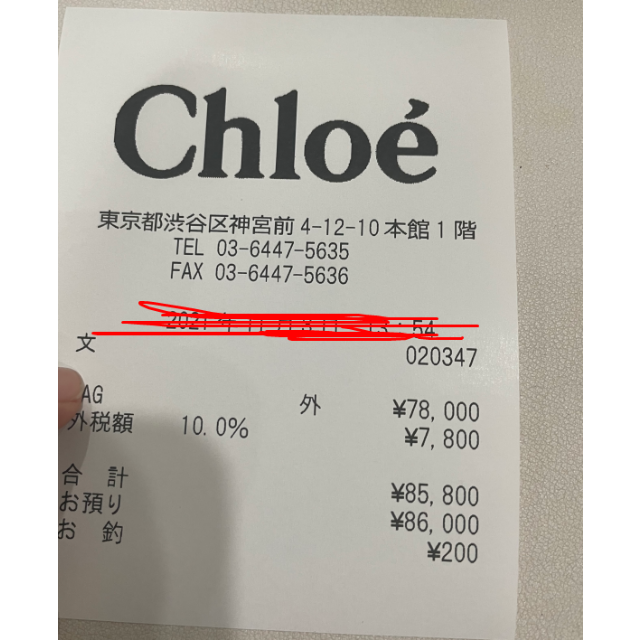 Chloé
東京都渋谷区神宮前 4-12-10 本館 1 階
TEL 03-6447-5635
FAX 03-6447-5636
54
文 020347
AG 外 ¥78,000
外税額 10.0% ¥7,800
合 計 ¥85,800
お預り ¥86,000
お 釣 ¥200